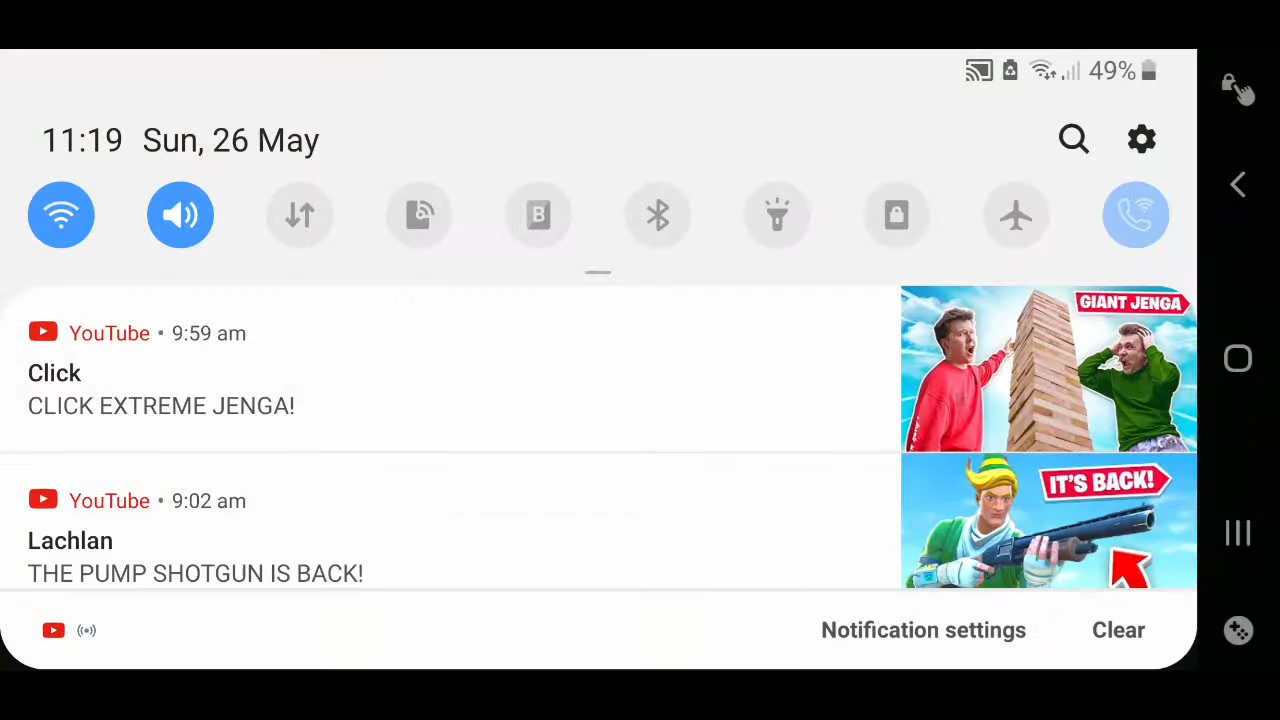 49%
11:19 Sun, 26 May
B
YouTube • 9:59 am
Click
CLICK EXTREME JENGA!
GIANT JENGA
YouTube • 9:02 am
Lachlan
THE PUMP SHOTGUN IS BACK!
IT'S BACK!
Notification settings
Clear